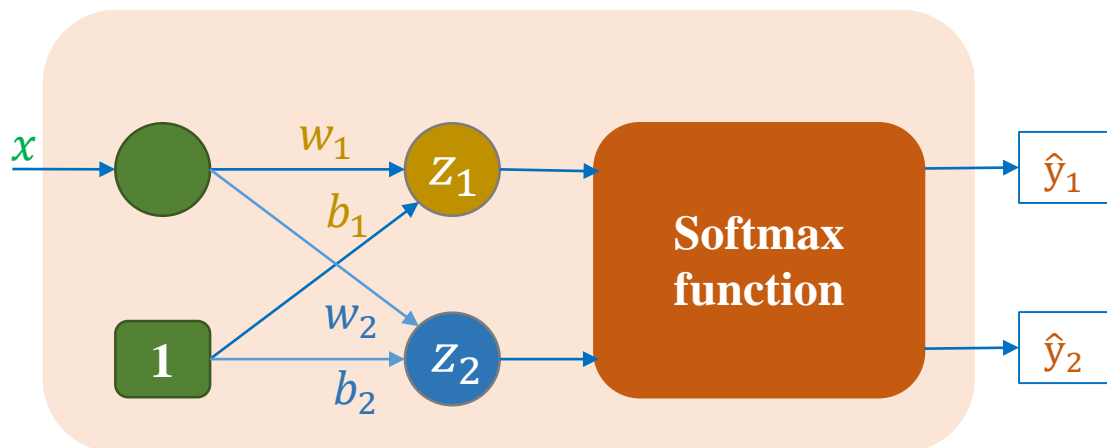 x
w₁
z₁
b₁
ŷ₁
Softmax
function
1
w₂
z₂
b₂
ŷ₂